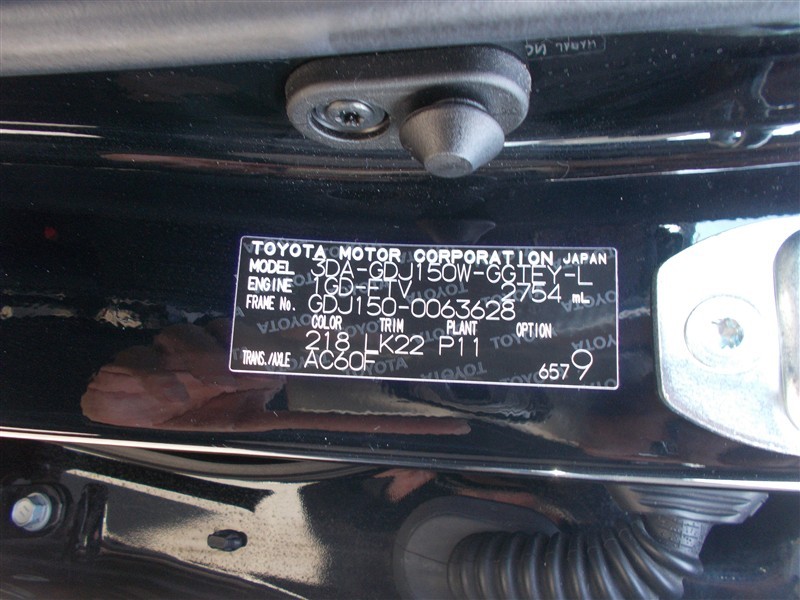 TOYOTA MOTOR CORPORATION JAPAN
MODEL 3DA-GDJ150W-GGTEY-L
ENGINE 1GD-FTV 2754 mL
FRAME No. GDJ150-0063628
COLOR TRIM PLANT OPTION
218 LK22 P11
TRANS./AXLE AC60F
6579